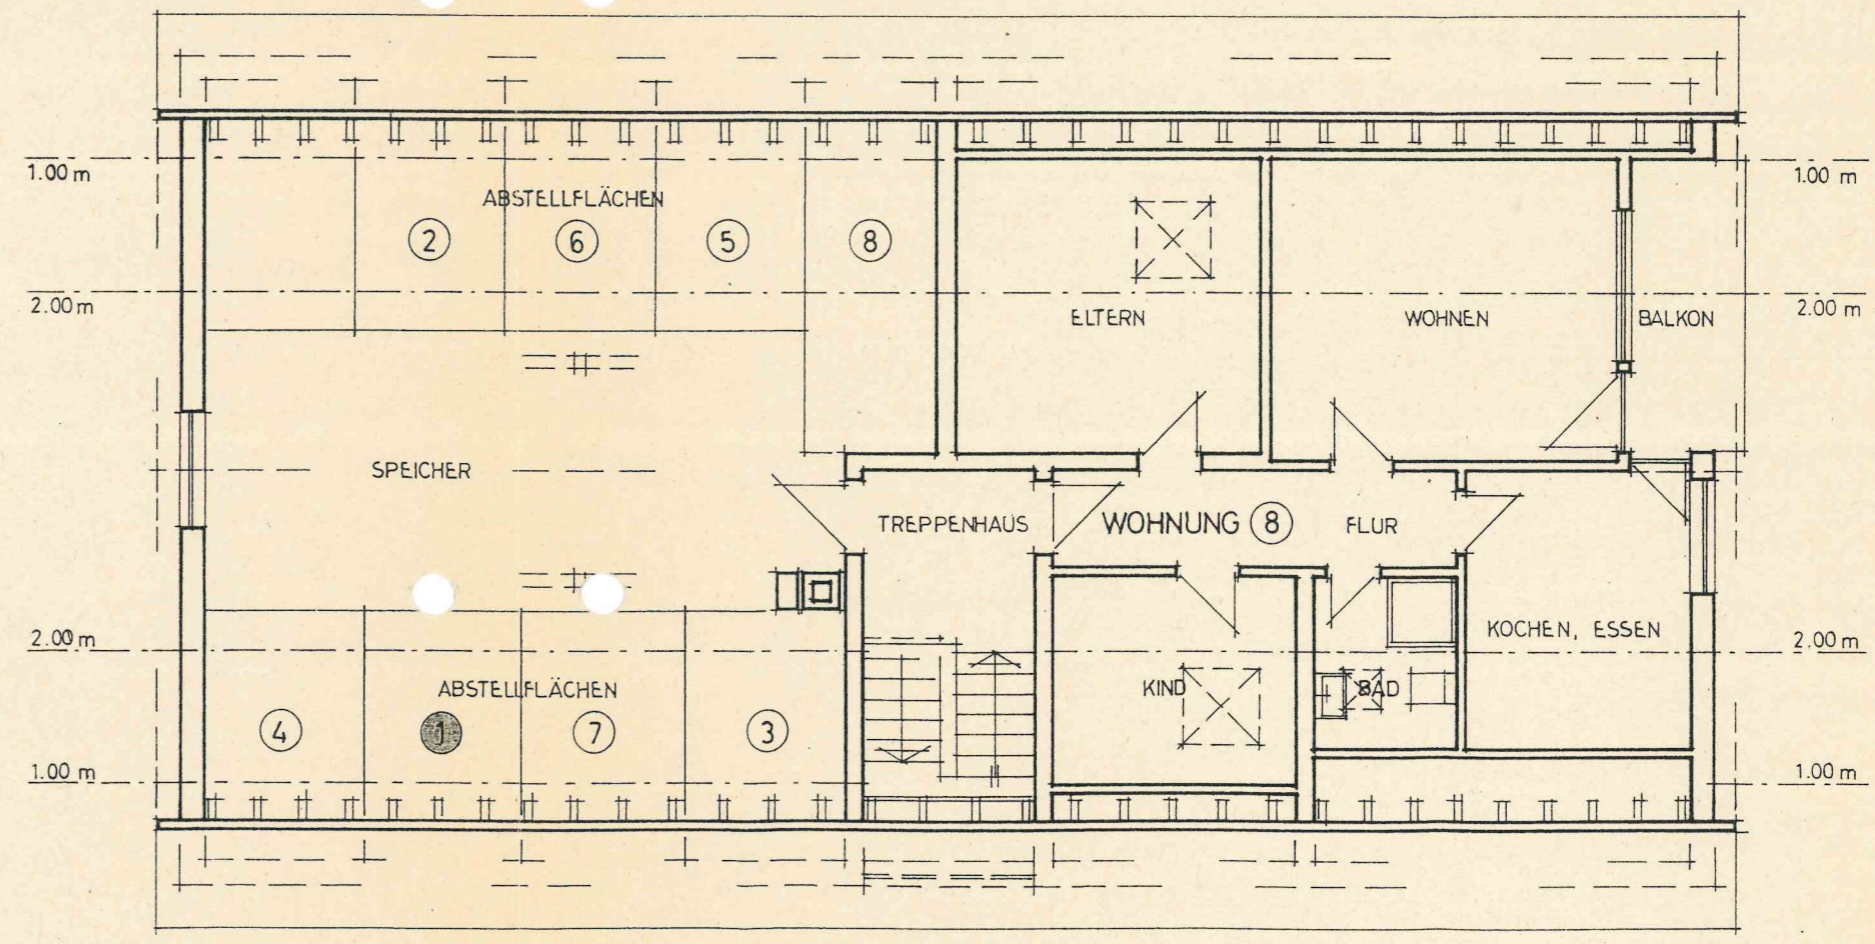 1.00 m
1.00 m
ABSTELLFLÄCHEN
2
6
5
8
2.00 m
2.00 m
ELTERN
WOHNEN
BALKON
SPEICHER
TREPPENHAUS
WOHNUNG 8
FLUR
2.00 m
KOCHEN, ESSEN
2.00 m
ABSTELLFLÄCHEN
KIND
BAD
4
1
7
3
1.00 m
1.00 m